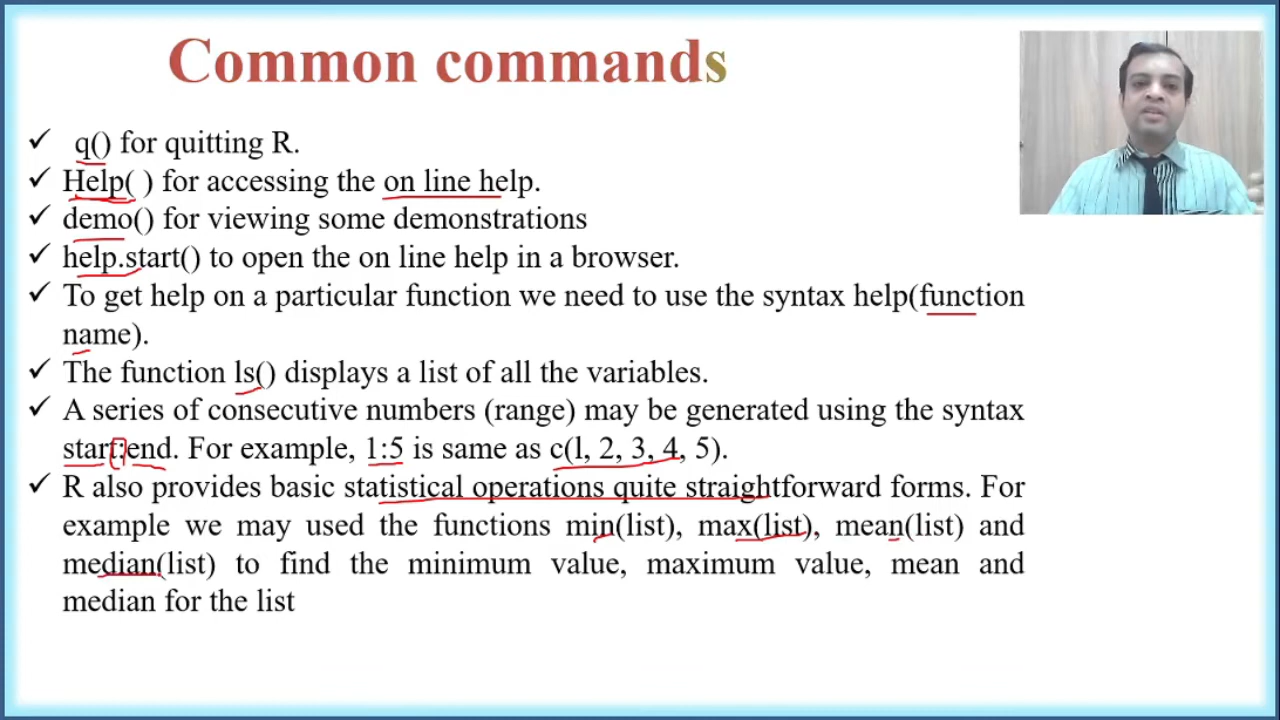 Common commands
✓ q() for quitting R.
✓ Help( ) for accessing the on line help.
✓ demo() for viewing some demonstrations
✓ help.start() to open the on line help in a browser.
✓ To get help on a particular function we need to use the syntax help(function
name).
✓ The function ls() displays a list of all the variables.
✓ A series of consecutive numbers (range) may be generated using the syntax
start:end. For example, 1:5 is same as c(l, 2, 3, 4, 5).
✓ R also provides basic statistical operations quite straightforward forms. For
example we may used the functions min(list), max(list), mean(list) and
median(list) to find the minimum value, maximum value, mean and
median for the list